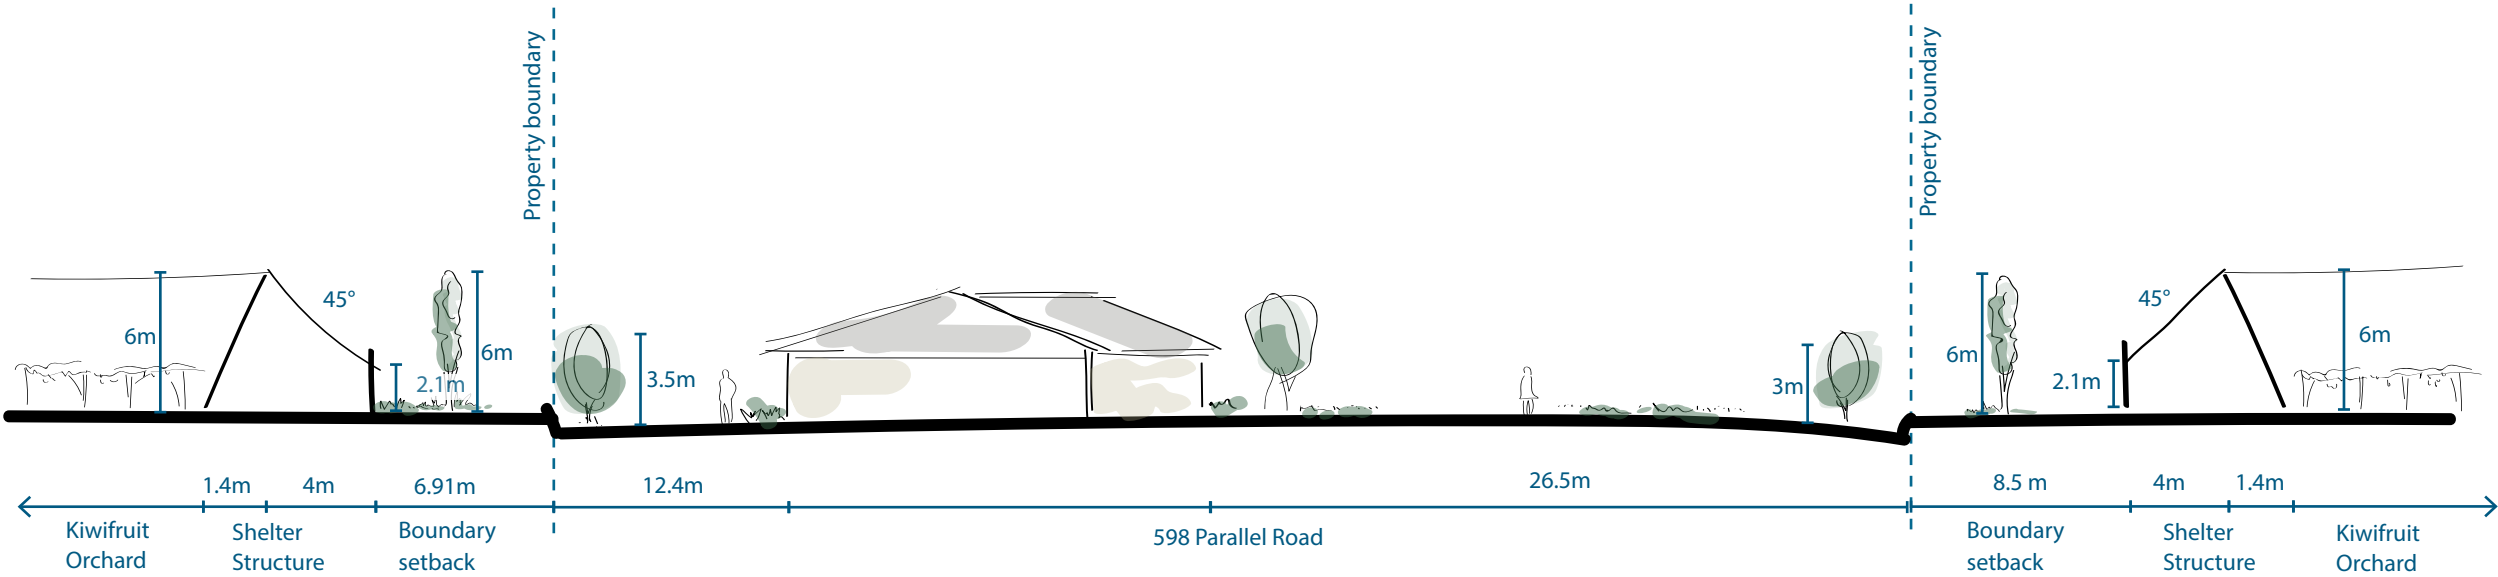 Property boundary
Property boundary
45°
6m
2.1m
6m
3.5m
3m
6m
2.1m
45°
6m
1.4m
4m
6.91m
12.4m
26.5m
8.5 m
4m
1.4m
Kiwifruit
Orchard
Shelter
Structure
Boundary
setback
598 Parallel Road
Boundary
setback
Shelter
Structure
Kiwifruit
Orchard